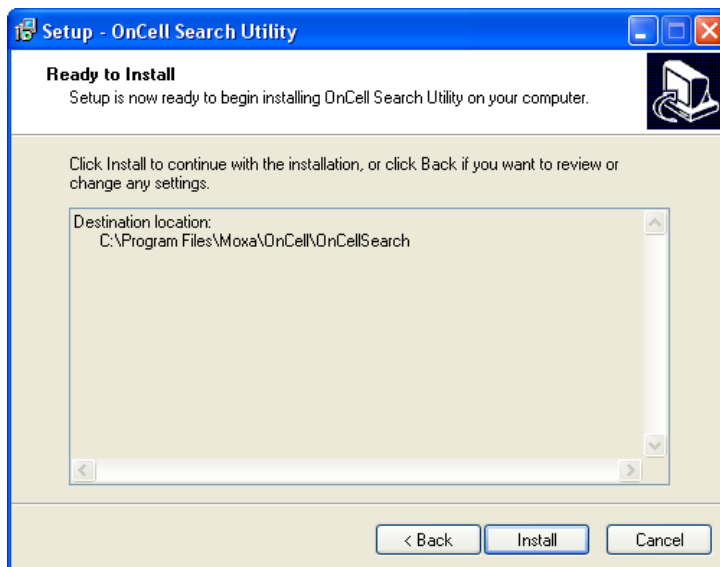 Setup - OnCell Search Utility
Ready to Install
Setup is now ready to begin installing OnCell Search Utility on your computer.
Click Install to continue with the installation, or click Back if you want to review or
change any settings.
Destination location:
C:\Program Files\Moxa\OnCell\OnCellSearch
< Back
Install
Cancel